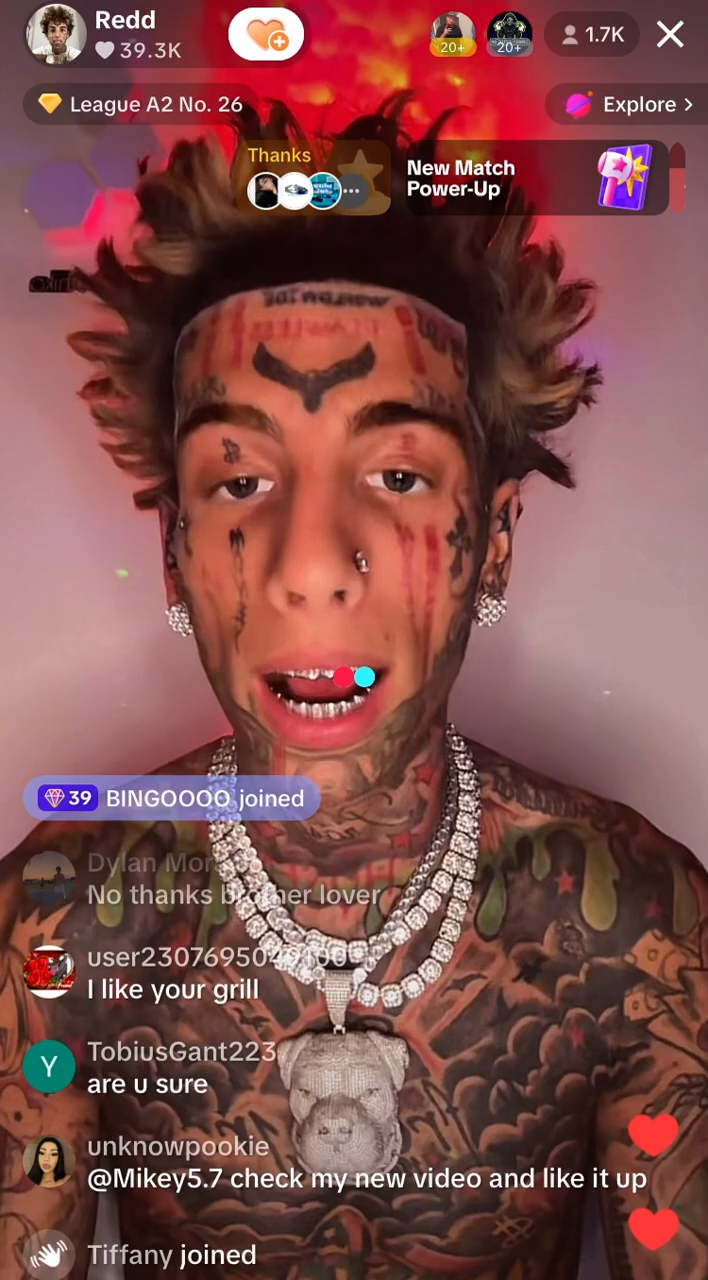 Redd
39.3K
20+
20+
1.7K
League A2 No. 26
Explore
Thanks
New Match
Power-Up
39 BINGOOOO joined
No thanks brother lover
I like your grill
TobiusGant223
are u sure
unknowpookie
@Mikey5.7 check my new video and like it up
Tiffany joined
Y